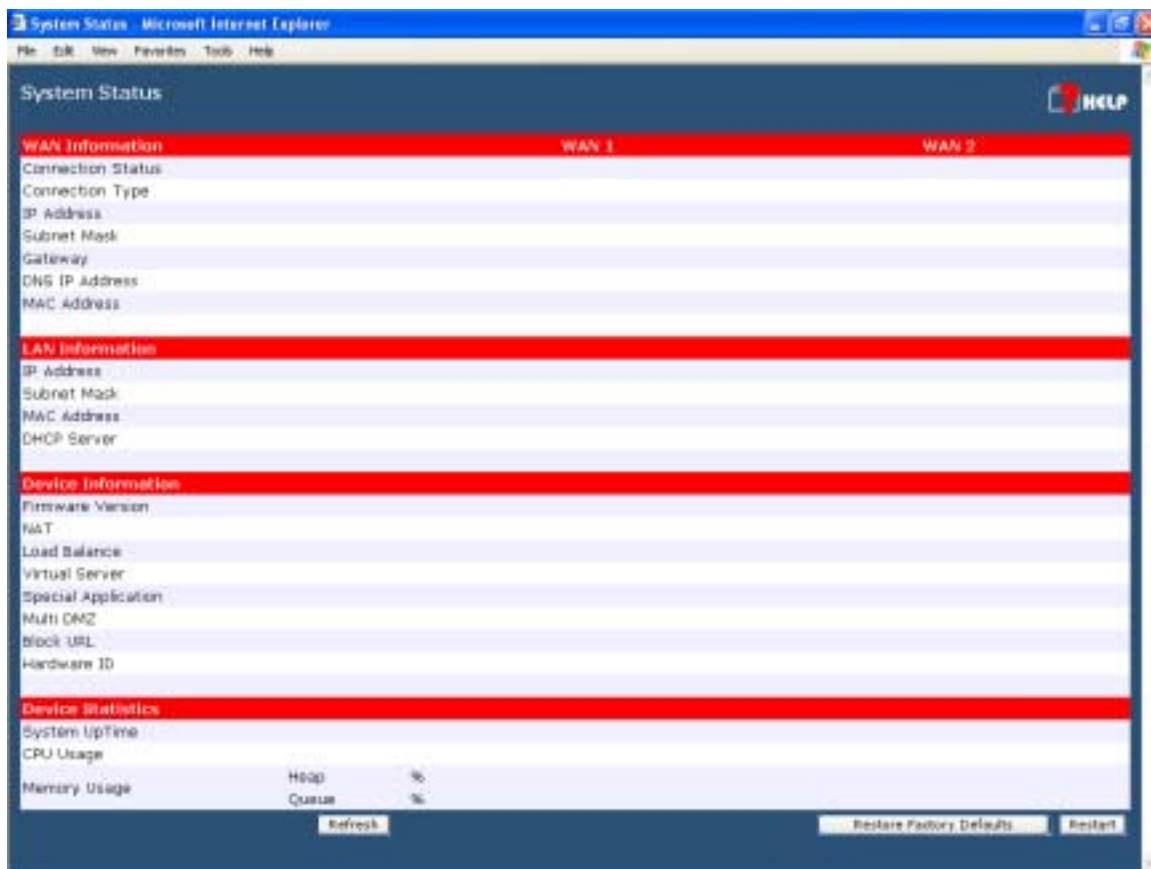 System Status - Microsoft Internet Explorer
File Edit View Favorites Tools Help
System Status
HELP
WAN Information WAN 1 WAN 2
Connection Status
Connection Type
IP Address
Subnet Mask
Gateway
DNS IP Address
MAC Address
LAN Information
IP Address
Subnet Mask
MAC Address
DHCP Server
Device Information
Firmware Version
NAT
Load Balance
Virtual Server
Special Application
Multi DMZ
Block URL
Hardware ID
Device Statistics
System UpTime
CPU Usage
Memory Usage
Heap %
Queue %
Refresh Restore Factory Defaults Restart